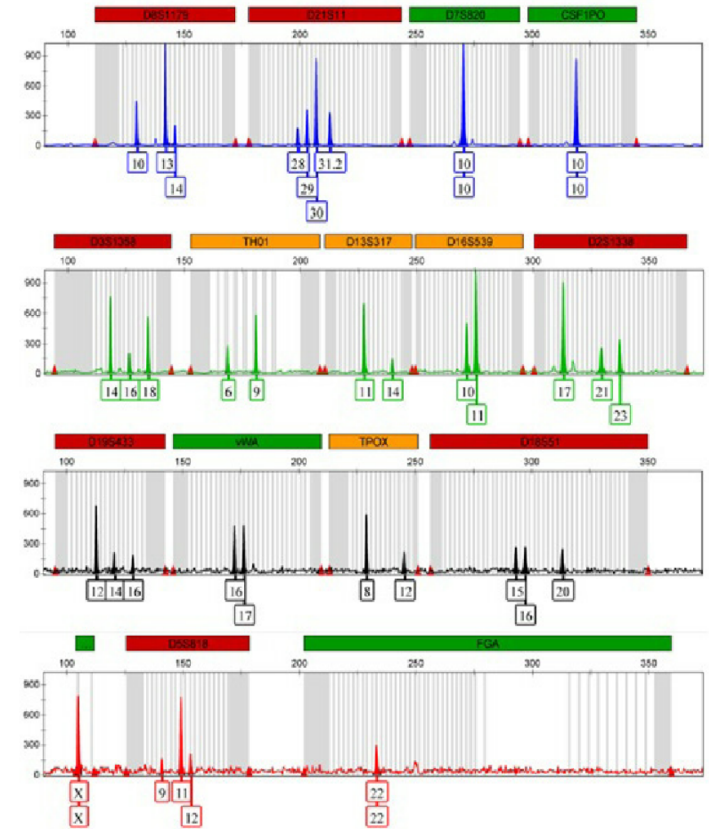 D8S1179 D21S11 D7S820 CSF1PO
100 150 200 250 300 350
900
600
300
0
10 13 28 31.2 10 10
14 29 10 10
30
D3S1358 TH01 D13S317 D16S539 D2S1338
100 150 200 250 300 350
900
600
300
0
14 16 18 6 9 11 14 10 17 21
11 23
D19S433 vWA TPOX D18S51
100 150 200 250 300 350
900
600
300
0
12 14 16 16 8 12 15 20
17 16
D5S818 FGA
100 150 200 250 300 350
900
600
300
0
X 9 11 22
X 12 22